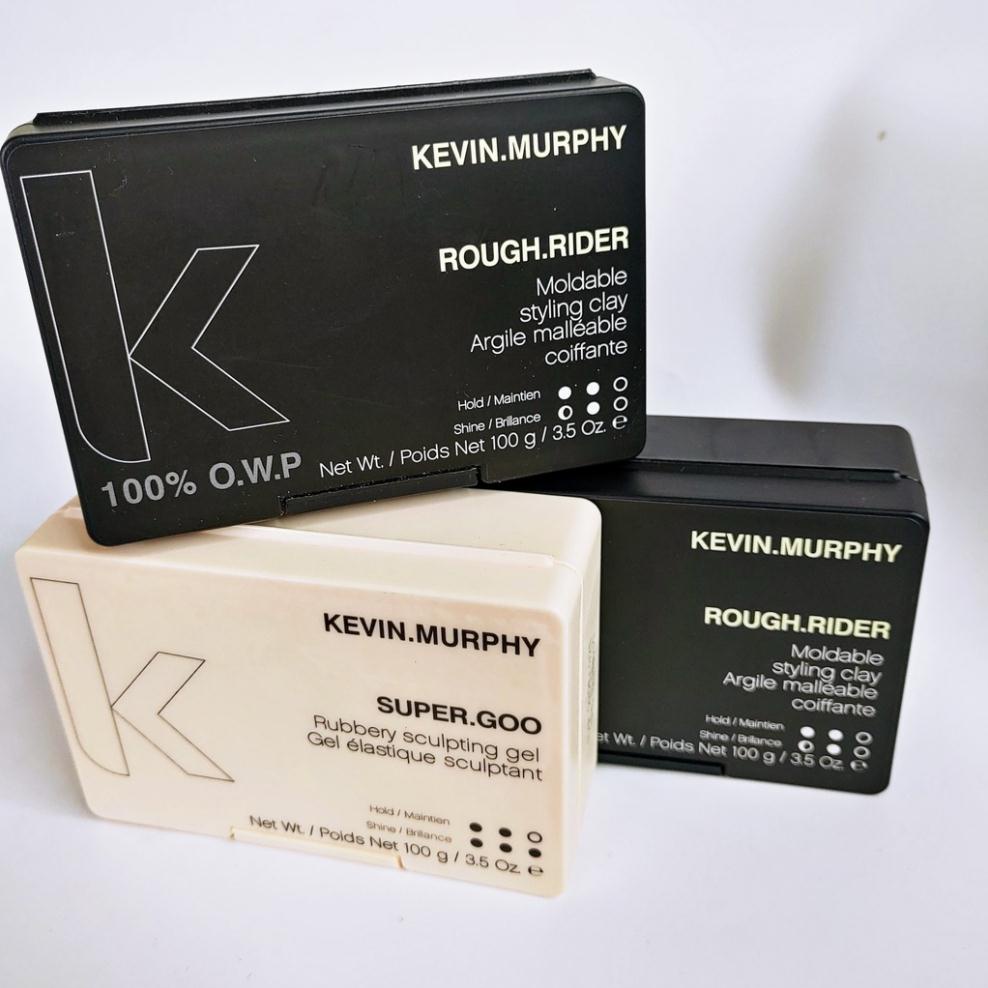 KEVIN.MURPHY
ROUGH.RIDER
Moldable
styling clay
Argile malléable
coiffante
Hold / Maintien
Shine / Brillance
Net Wt. / Poids Net 100 g / 3.5 Oz. ℮
k
100% O.W.P
KEVIN.MURPHY
SUPER.GOO
Rubbery sculpting gel
Gel élastique sculptant
Hold / Maintien
Shine / Brillance
Net Wt. / Poids Net 100 g / 3.5 Oz. ℮
k
KEVIN.MURPHY
ROUGH.RIDER
Moldable
styling clay
Argile malléable
coiffante
Hold / Maintien
Shine / Brillance
et Wt. / Poids Net 100 g / 3.5 Oz. ℮